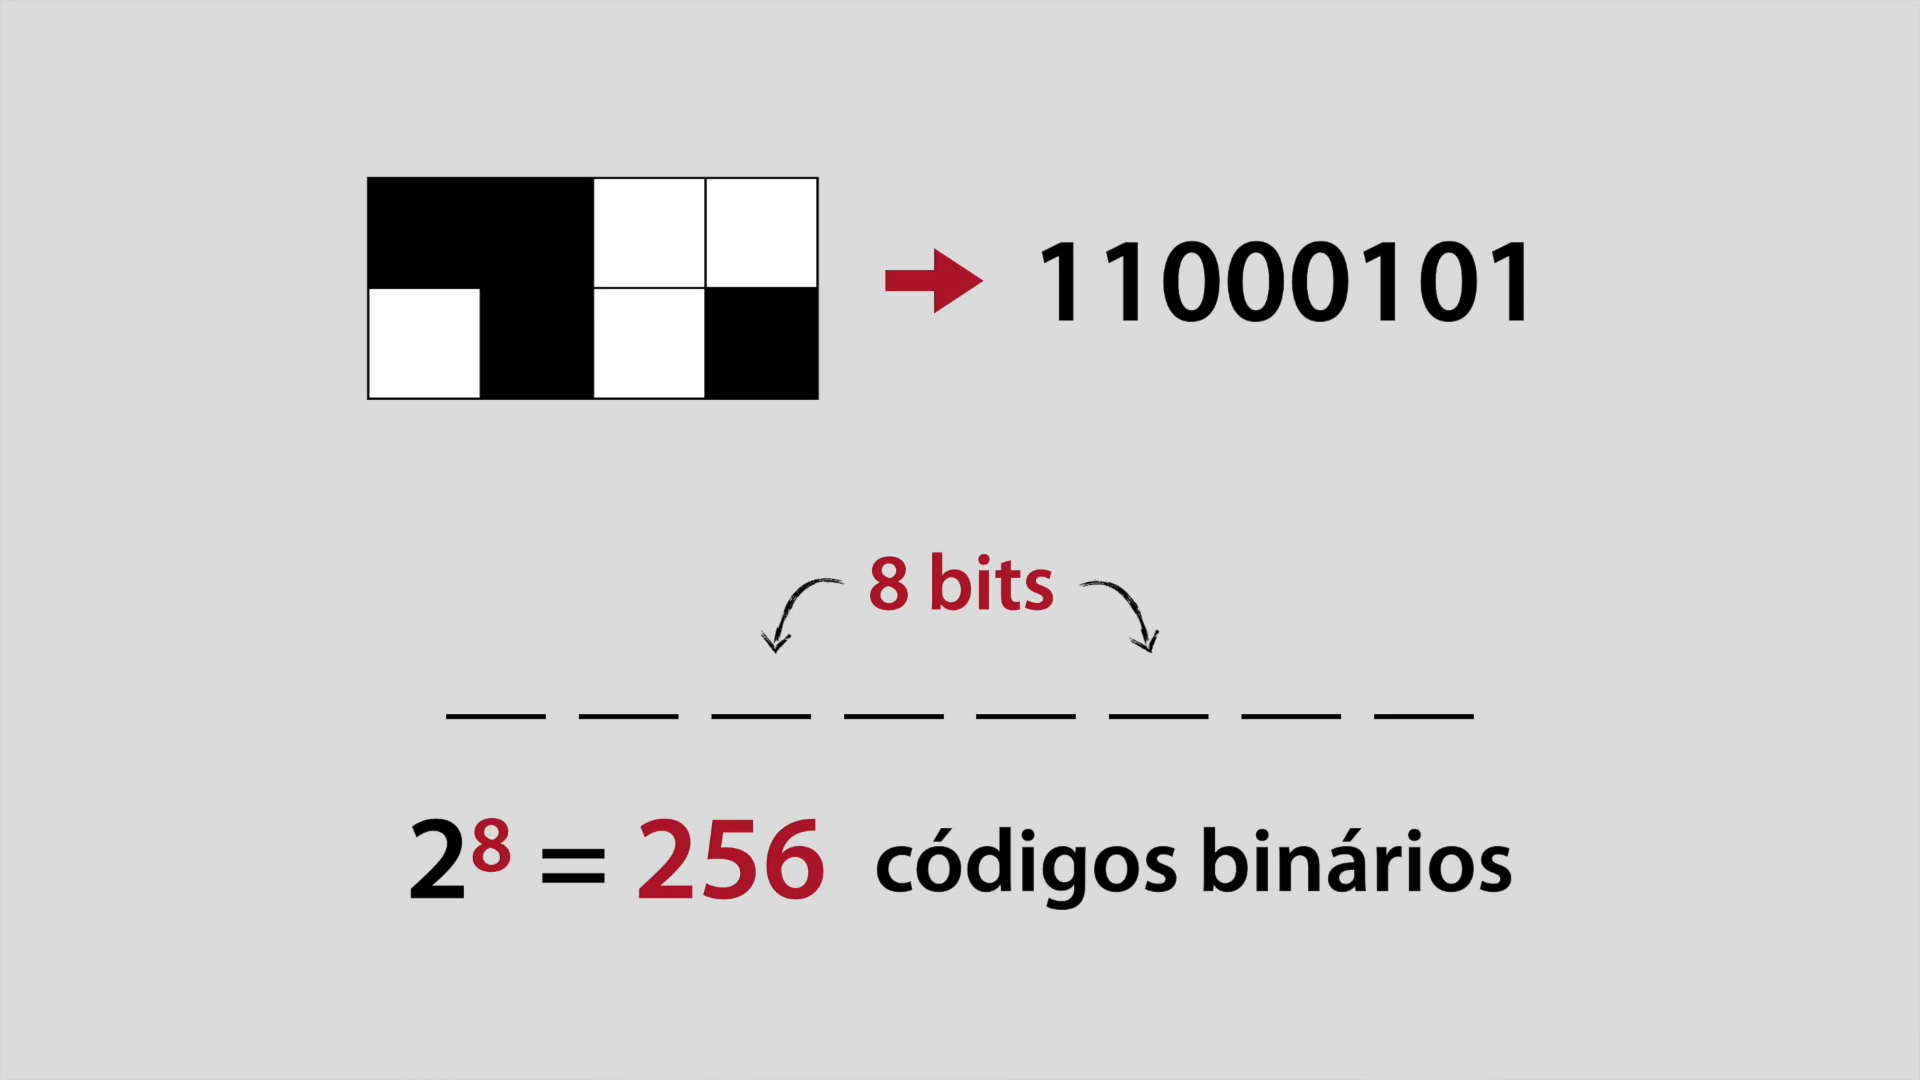 11000101
8 bits
2⁸ = 256 códigos binários